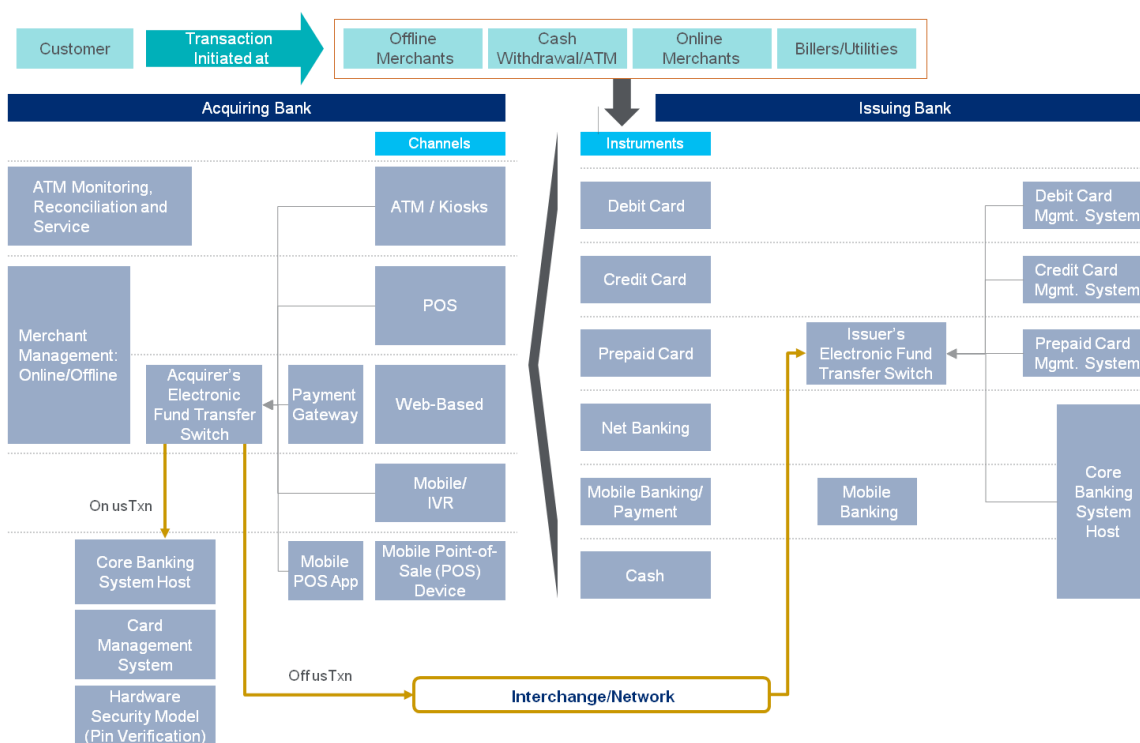 Customer
Transaction
Initiated at
Offline
Merchants
Cash
Withdrawal/ATM
Online
Merchants
Billers/Utilities
Acquiring Bank
Issuing Bank
Channels
Instruments
ATM Monitoring,
Reconciliation and
Service
ATM / Kiosks
POS
Merchant
Management:
Online/Offline
Acquirer's
Electronic
Fund Transfer
Switch
Payment
Gateway
Web-Based
Mobile/
IVR
On usTxn
Core Banking
System Host
Mobile
POS App
Mobile Point-of-
Sale (POS)
Device
Card
Management
System
Hardware
Security Model
(Pin Verification)
Off usTxn
Interchange/Network
Debit Card
Credit Card
Prepaid Card
Net Banking
Mobile Banking/
Payment
Cash
Issuer's
Electronic Fund
Transfer Switch
Mobile
Banking
Debit Card
Mgmt. System
Credit Card
Mgmt. System
Prepaid Card
Mgmt. System
Core
Banking
System
Host